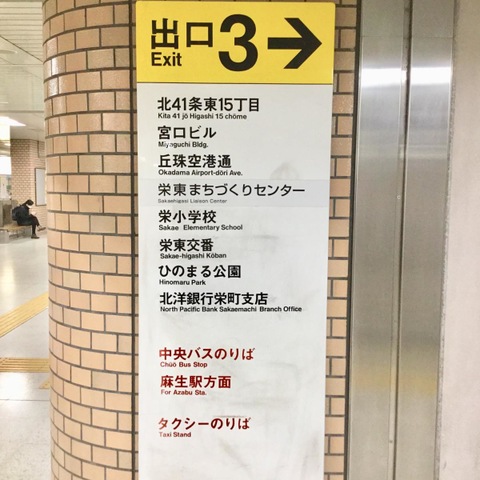 出口 3 →
Exit
北41条東15丁目
Kita 41 jō Higashi 15 chōme
宮口ビル
Miyaguchi Bldg.
丘珠空港通
Okadama Airport-dōri Ave.
栄東まちづくりセンター
Sakaehigasi Liaison Center
栄小学校
Sakae Elementary School
栄東交番
Sakae-higashi Kōban
ひのまる公園
Hinomaru Park
北洋銀行栄町支店
North Pacific Bank Sakaemachi Branch Office
中央バスのりば
Chūō Bus Stop
麻生駅方面
For Azabu Sta.
タクシーのりば
Taxi Stand